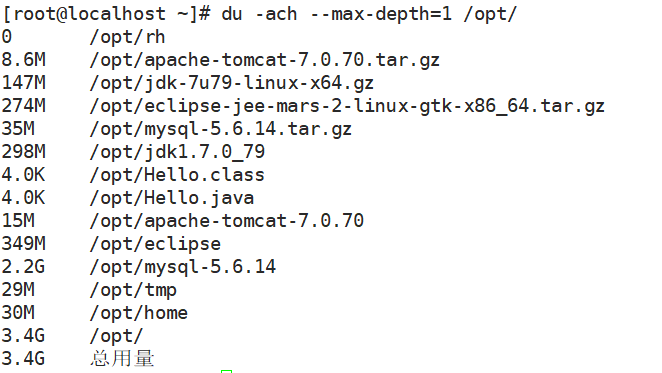 [root@localhost ~]# du -ach --max-depth=1 /opt/
0 /opt/rh
8.6M /opt/apache-tomcat-7.0.70.tar.gz
147M /opt/jdk-7u79-linux-x64.gz
274M /opt/eclipse-jee-mars-2-linux-gtk-x86_64.tar.gz
35M /opt/mysql-5.6.14.tar.gz
298M /opt/jdk1.7.0_79
4.0K /opt/Hello.class
4.0K /opt/Hello.java
15M /opt/apache-tomcat-7.0.70
349M /opt/eclipse
2.2G /opt/mysql-5.6.14
29M /opt/tmp
30M /opt/home
3.4G /opt/
3.4G 总用量